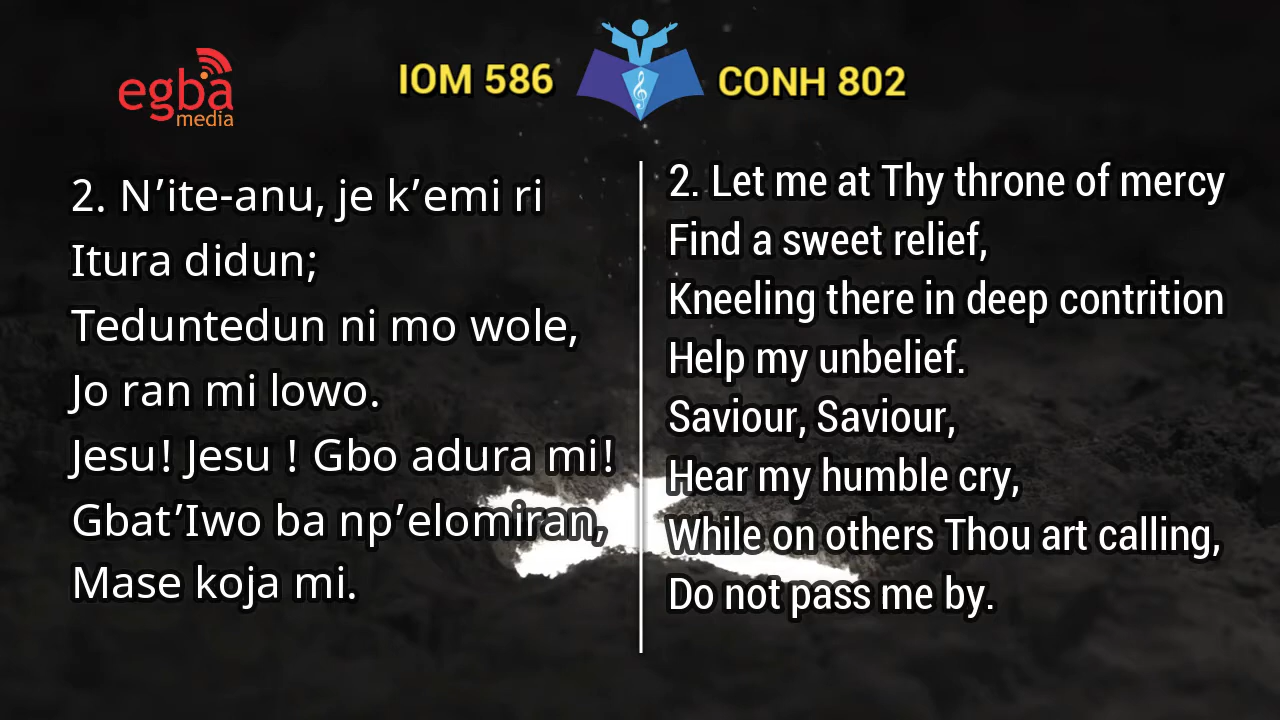 egba
media
IOM 586
CONH 802
2. N’ite-anu, je k’emi ri
Itura didun;
Teduntedun ni mo wole,
Jo ran mi lowo.
Jesu! Jesu ! Gbo adura mi!
Gbat’Iwo ba np’elomiran,
Mase koja mi.
2. Let me at Thy throne of mercy
Find a sweet relief,
Kneeling there in deep contrition
Help my unbelief.
Saviour, Saviour,
Hear my humble cry,
While on others Thou art calling,
Do not pass me by.